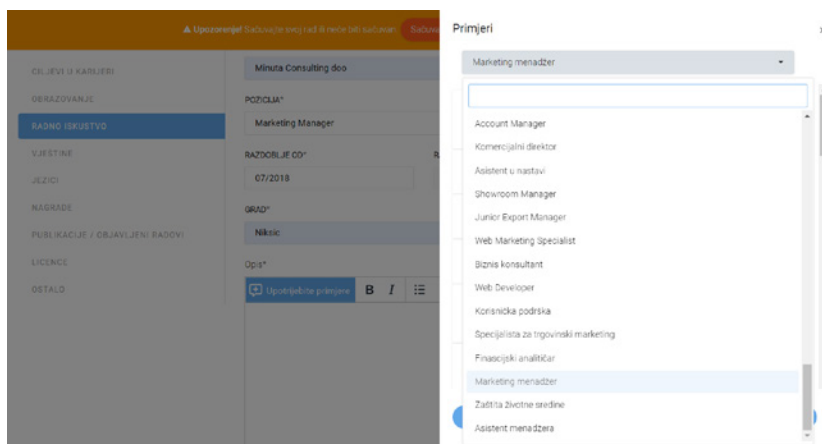 Upozorenje! Sačuvajte svoj rad ili neće biti sačuvan
CILJEVI U KARIJERI
OBRAZOVANJE
RADNO ISKUSTVO
VJEŠTINE
JEZICI
NAGRADE
PUBLIKACIJE / OBJAVLJENI RADOVI
LICENCE
OSTALO
Minuta Consulting doo
POZICIJA*
Marketing Manager
RAZDOBLJE OD*
07/2018
GRAD*
Niksic
Opis*
Upotrijebite primjere B I
Primjeri
Marketing menadžer
Account Manager
Komercijalni direktor
Asistent u nastavi
Showroom Manager
Junior Export Manager
Web Marketing Specialist
Biznis konsultant
Web Developer
Korisnička podrška
Specijalista za trgovinski marketing
Finascijski analitičar
Marketing menadžer
Zaštita životne sredine
Asistent menadžera